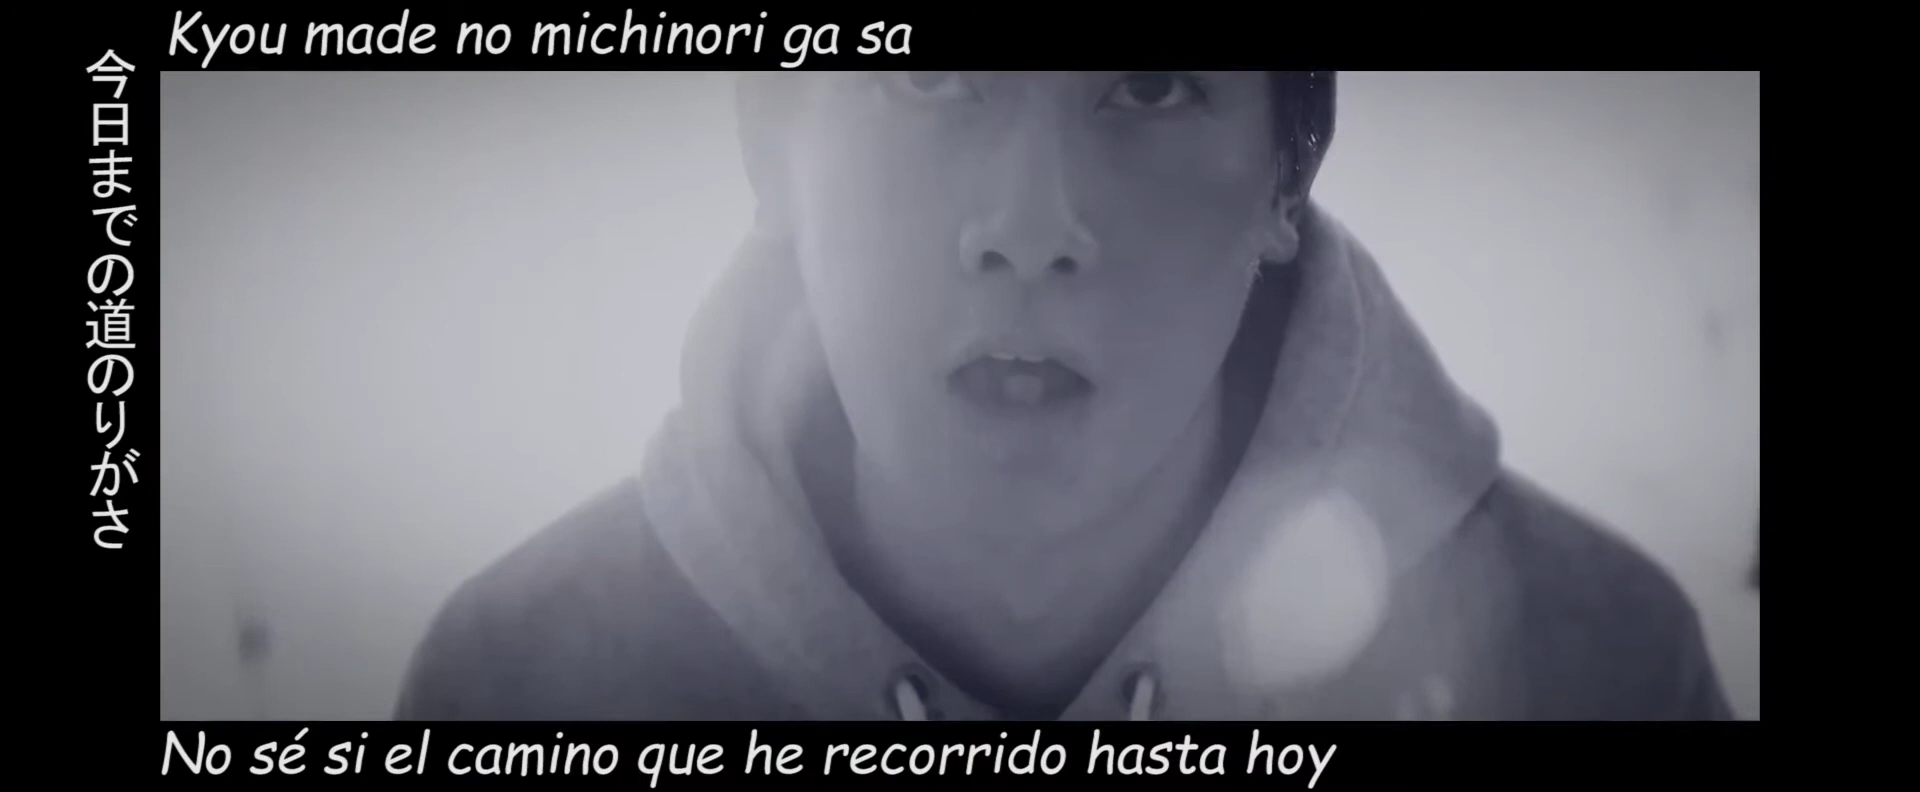 Kyou made no michinori ga sa
今日までの道のりがさ
No sé si el camino que he recorrido hasta hoy